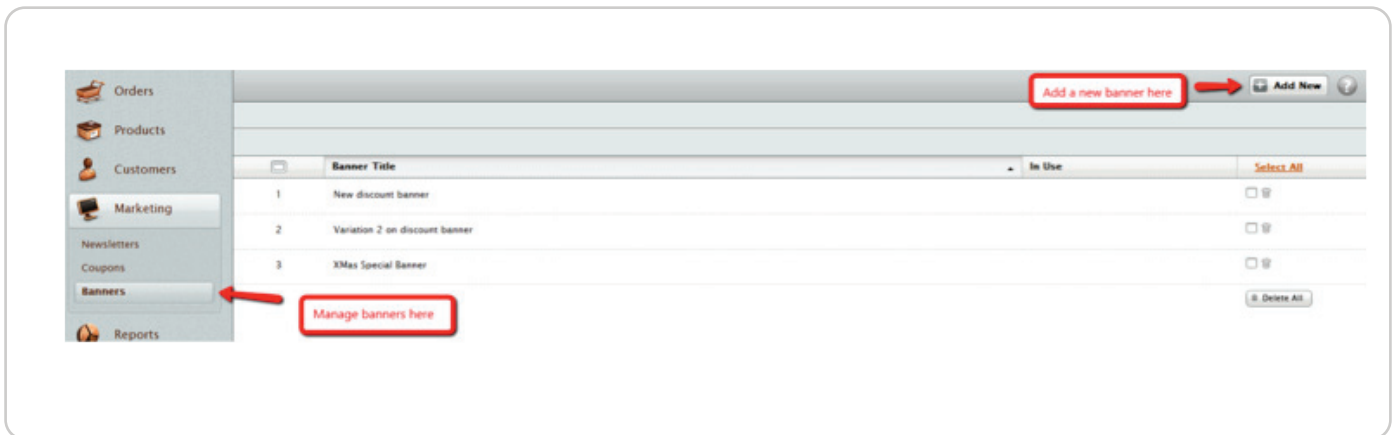 Orders
Add a new banner here
Add New
?
Products
Customers
Banner Title
In Use
Select All
1
New discount banner
Marketing
2
Variation 2 on discount banner
Newsletters
Coupons
3
XMas Special Banner
Banners
Delete All
Manage banners here
Reports